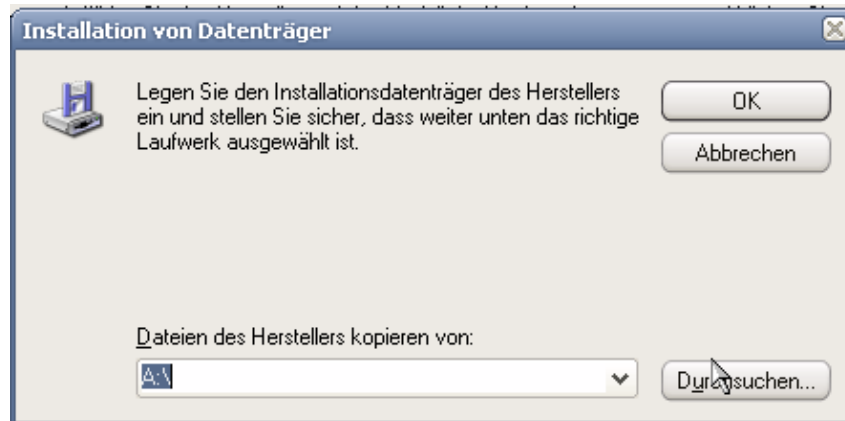 Installation von Datenträger
Legen Sie den Installationsdatenträger des Herstellers
ein und stellen Sie sicher, dass weiter unten das richtige
Laufwerk ausgewählt ist.
OK
Abbrechen
Dateien des Herstellers kopieren von:
A:\
Durchsuchen...